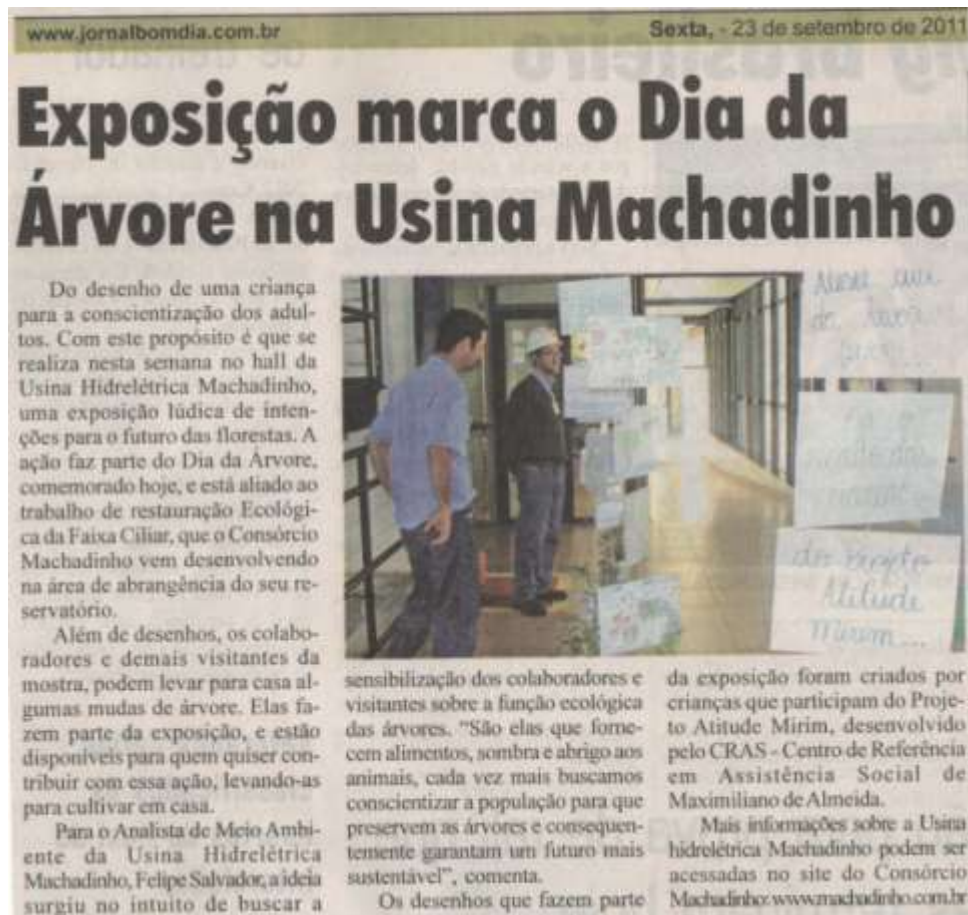 www.jornalbomdia.com.br
Sexta, - 23 de setembro de 2011
Exposição marca o Dia da
Árvore na Usina Machadinho
Do desenho de uma criança
para a conscientização dos adul-
tos. Com este propósito é que se
realiza nesta semana no hall da
Usina Hidrelétrica Machadinho,
uma exposição lúdica de inten-
ções para o futuro das florestas. A
ação faz parte do Dia da Árvore,
comemorado hoje, e está aliado ao
trabalho de restauração Ecológi-
ca da Faixa Ciliar, que o Consórcio
Machadinho vem desenvolvendo
na área de abrangência do seu re-
servatório.
Além de desenhos, os colabo-
radores e demais visitantes da
mostra, podem levar para casa al-
gumas mudas de árvore. Elas fa-
zem parte da exposição, e estão
disponíveis para quem quiser con-
tribuir com essa ação, levando-as
para cultivar em casa.
Para o Analista de Meio Ambi-
ente da Usina Hidrelétrica
Machadinho, Felipe Salvador, a ideia
surgiu no intuito de buscar a
sensibilização dos colaboradores e
visitantes sobre a função ecológica
das árvores. “São elas que forne-
cem alimentos, sombra e abrigo aos
animais, cada vez mais buscamos
conscientizar a população para que
preservem as árvores e consequen-
temente garantam um futuro mais
sustentável”, comenta.
Os desenhos que fazem parte
da exposição foram criados por
crianças que participam do Proje-
to Atitude Mirim, desenvolvido
pelo CRAS - Centro de Referência
em Assistência Social de
Maximiliano de Almeida.
Mais informações sobre a Usina
hidrelétrica Machadinho podem ser
acessadas no site do Consórcio
Machadinho: www.machadinho.com.br
do Projeto
Atitude
Mirim...